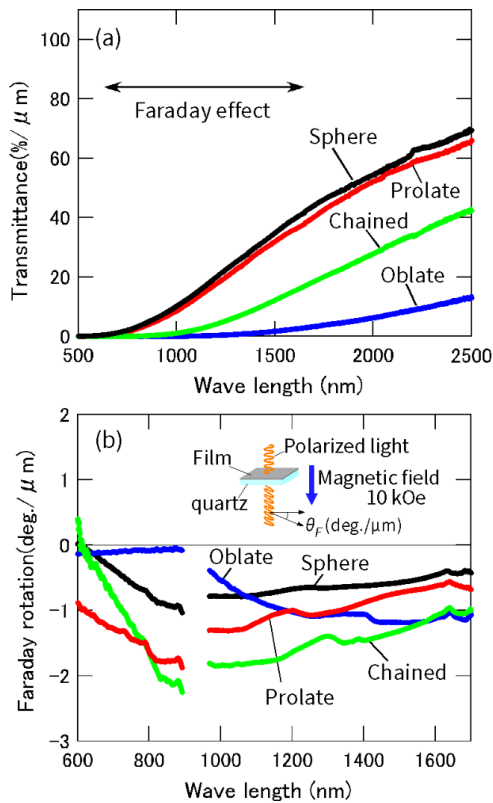 (a)
100
80
60
40
20
0
Transmittance(%/μm)
Faraday effect
Sphere
Prolate
Chained
Oblate
500
1000
1500
2000
2500
Wave length (nm)
(b)
2
1
0
−1
−2
−3
Faraday rotation(deg./μm)
Polarized light
Film
Magnetic field
10 kOe
quartz
θF(deg./μm)
Oblate
Sphere
Chained
Prolate
600
800
1000
1200
1400
1600
Wave length (nm)